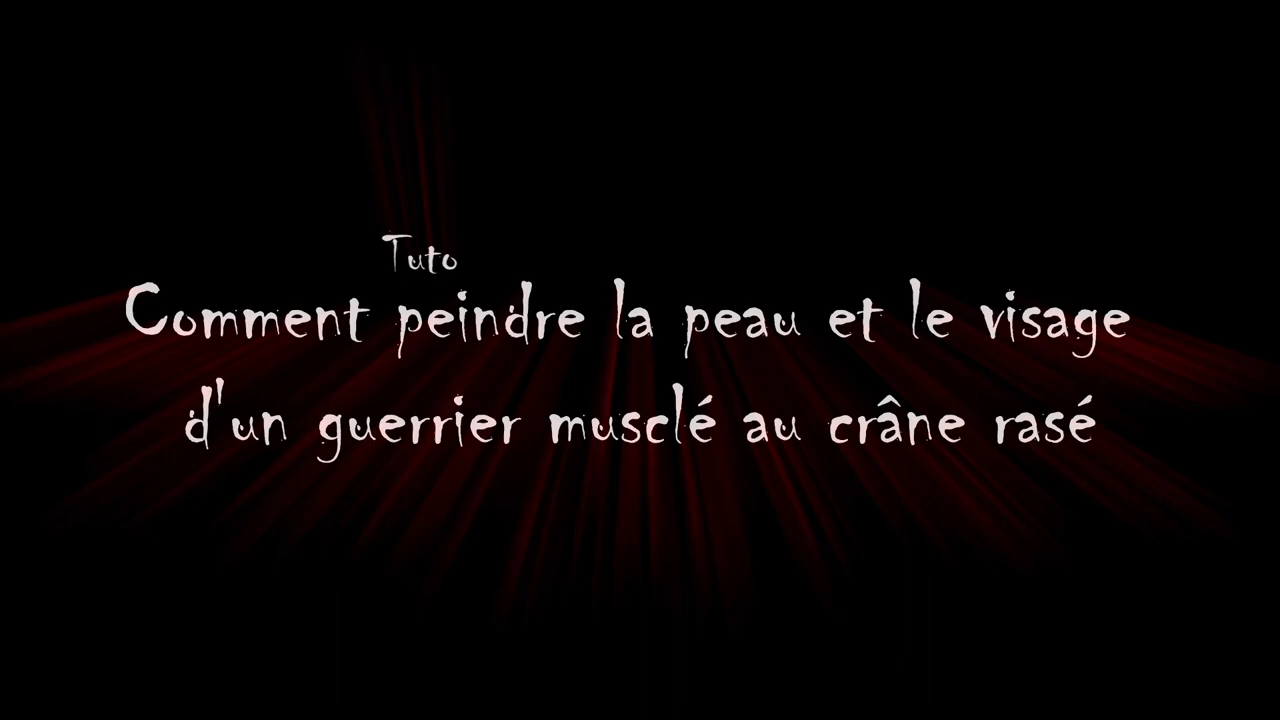 Tuto
Comment peindre la peau et le visage
d'un guerrier musclé au crâne rasé